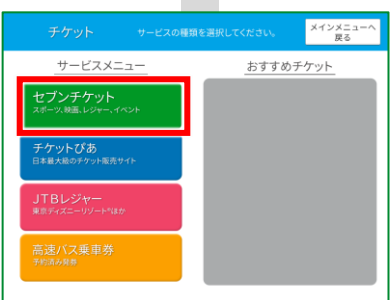 チケット
サービスの種類を選択してください。
メインメニューへ
戻る
サービスメニュー
おすすめチケット
セブンチケット
スポーツ、映画、レジャー、イベント
チケットぴあ
日本最大級のチケット販売サイト
JTBレジャー
東京ディズニーリゾート®ほか
高速バス乗車券
予約済み発券